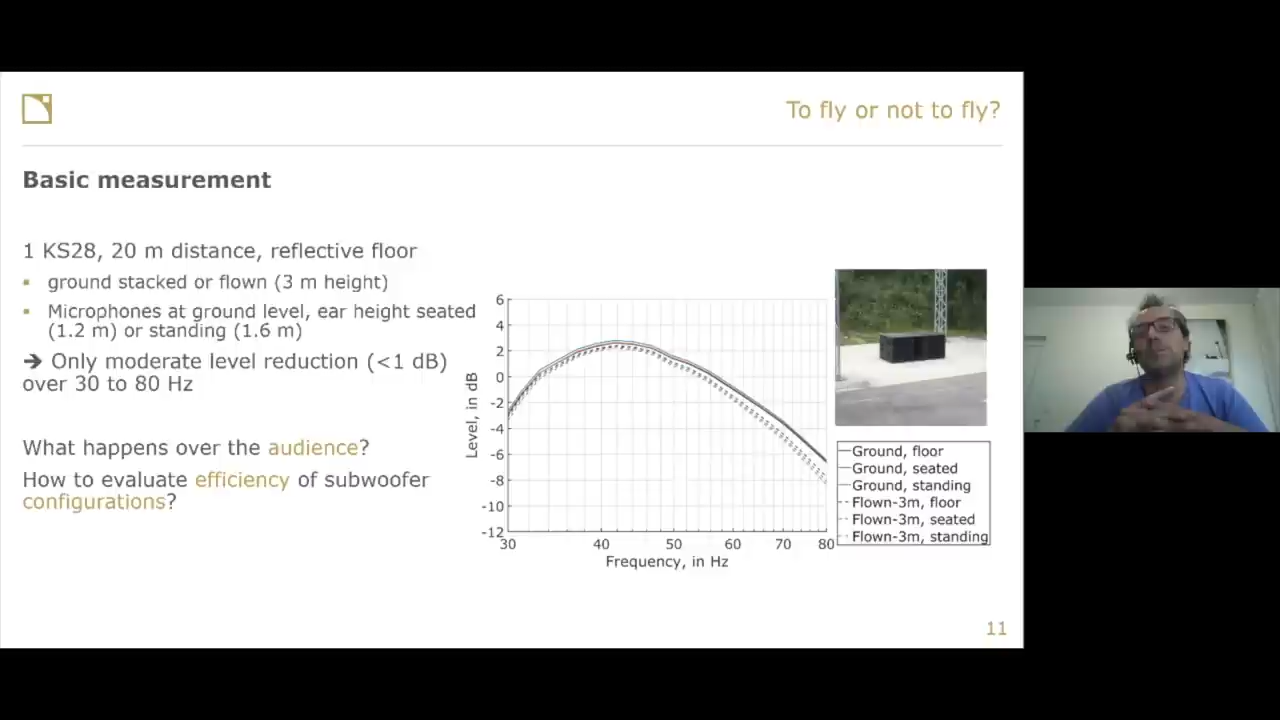 To fly or not to fly?
Basic measurement
1 KS28, 20 m distance, reflective floor
▪ ground stacked or flown (3 m height)
▪ Microphones at ground level, ear height seated
(1.2 m) or standing (1.6 m)
➔ Only moderate level reduction (<1 dB)
over 30 to 80 Hz
What happens over the audience?
How to evaluate efficiency of subwoofer
configurations?
Level, in dB
6
4
2
0
-2
-4
-6
-8
-10
-12
30 40 50 60 70 80
Frequency, in Hz
Ground, floor
Ground, seated
Ground, standing
Flown-3m, floor
Flown-3m, seated
Flown-3m, standing
11